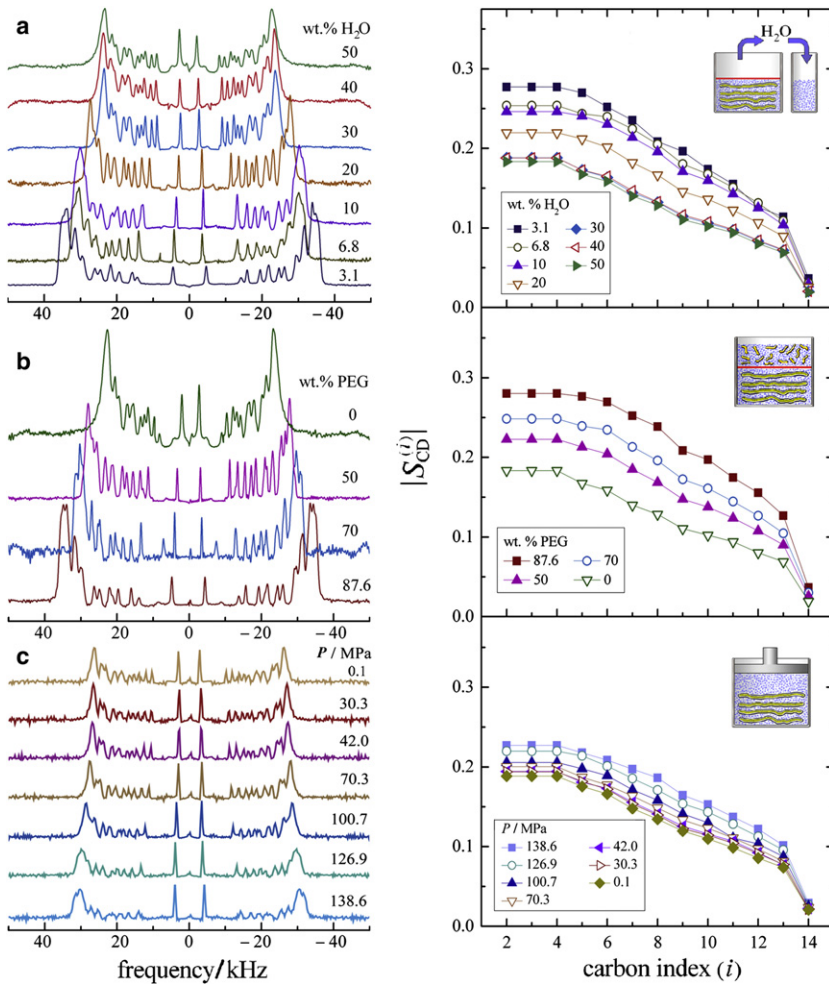 a
wt.% H2O
50
40
30
20
10
6.8
3.1
40 20 0 −20 −40
H2O
0.3
0.2
0.1
0.0
wt. % H2O
3.1 30
6.8 40
10 50
20
b
wt.% PEG
0
50
70
87.6
40 20 0 −20 −40
|S_CD^(i)|
0.3
0.2
0.1
0.0
wt. % PEG
87.6 70
50 0
c
P / MPa
0.1
30.3
42.0
70.3
100.7
126.9
138.6
40 20 0 −20 −40
frequency/kHz
0.3
0.2
0.1
0.0
P / MPa
138.6 42.0
126.9 30.3
100.7 0.1
70.3
2 4 6 8 10 12 14
carbon index (i)